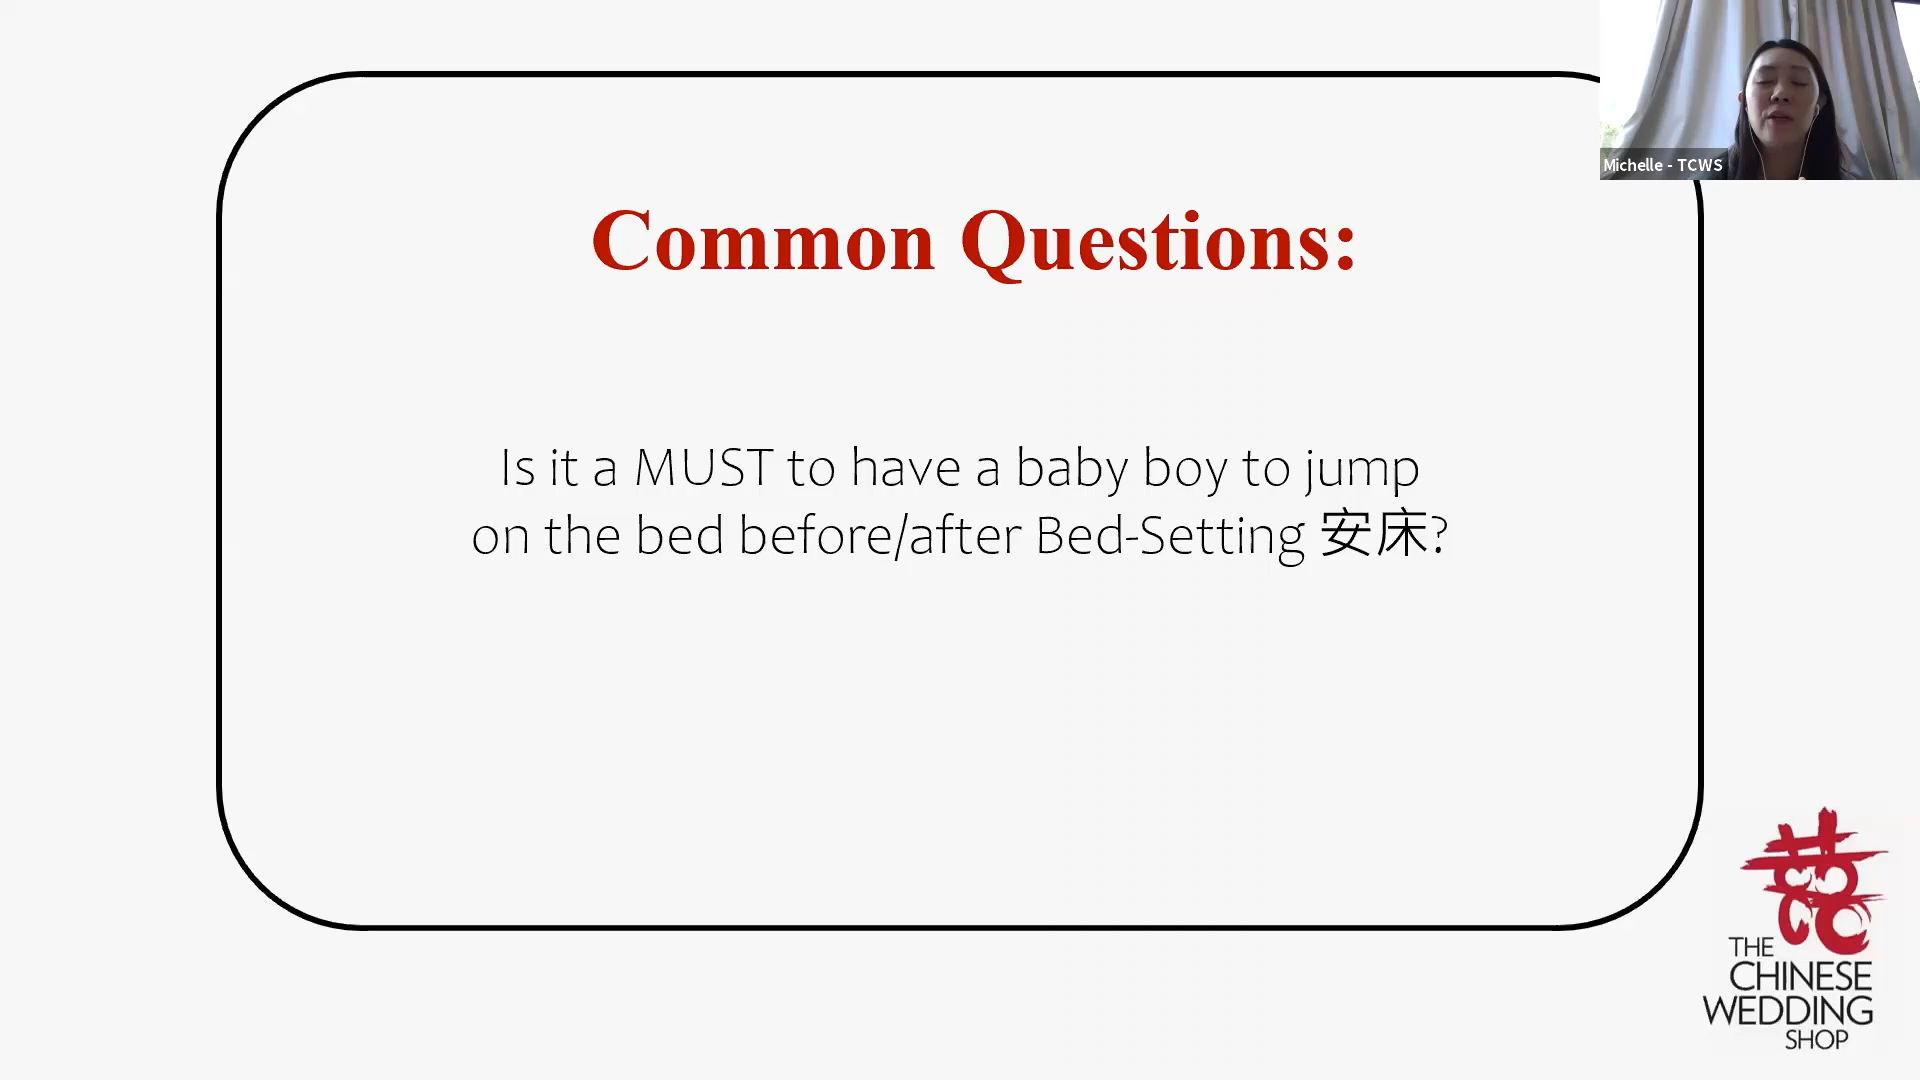 Common Questions:
Is it a MUST to have a baby boy to jump
on the bed before/after Bed-Setting 安床?
Michelle - TCWS
THE
CHINESE
WEDDING
SHOP